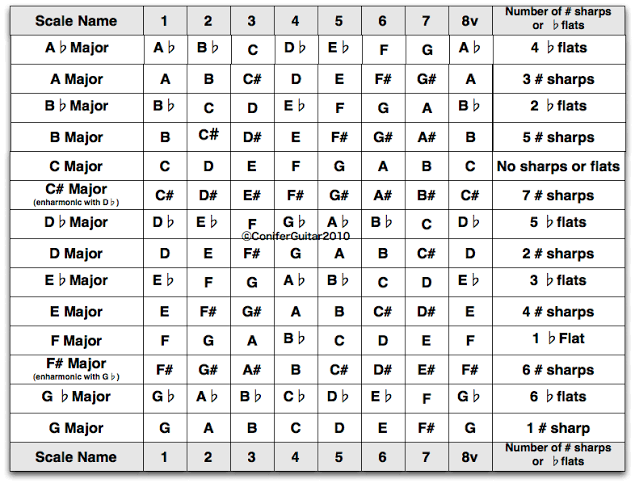 Scale Name 1 2 3 4 5 6 7 8v Number of # sharps
or ♭flats
A♭Major A♭ B♭ C D♭ E♭ F G A♭ 4 ♭flats
A Major A B C# D E F# G# A 3 # sharps
B♭Major B♭ C D E♭ F G A B♭ 2 ♭flats
B Major B C# D# E F# G# A# B 5 # sharps
C Major C D E F G A B C No sharps or flats
C# Major C# D# E# F# G# A# B# C# 7 # sharps
(enharmonic with D♭)
D♭Major D♭ E♭ F G♭ A♭ B♭ C D♭ 5 ♭flats
©ConiferGuitar2010
D Major D E F# G A B C# D 2 # sharps
E♭Major E♭ F G A♭ B♭ C D E♭ 3 ♭flats
E Major E F# G# A B C# D# E 4 # sharps
F Major F G A B♭ C D E F 1 ♭Flat
F# Major F# G# A# B C# D# E# F# 6 # sharps
(enharmonic with G♭)
G ♭Major G♭ A♭ B♭ C♭ D♭ E♭ F G♭ 6 ♭flats
G Major G A B C D E F# G 1 # sharp
Scale Name 1 2 3 4 5 6 7 8v Number of # sharps
or ♭flats